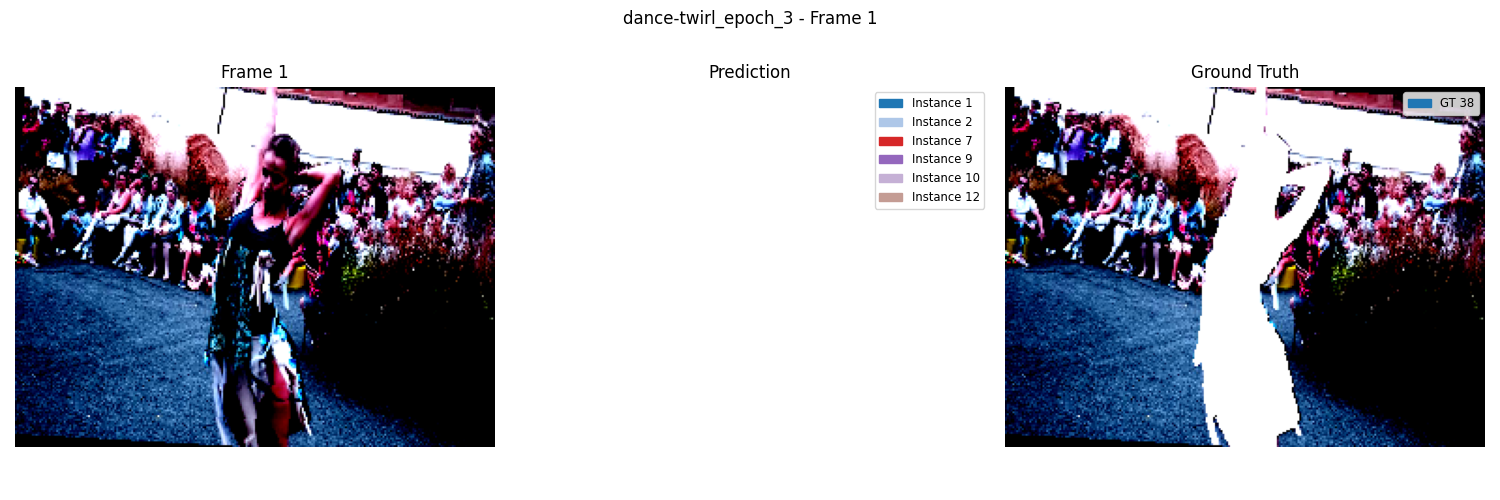 dance-twirl_epoch_3 - Frame 1
Frame 1
Prediction
Ground Truth
Instance 1
Instance 2
Instance 7
Instance 9
Instance 10
Instance 12
GT 38